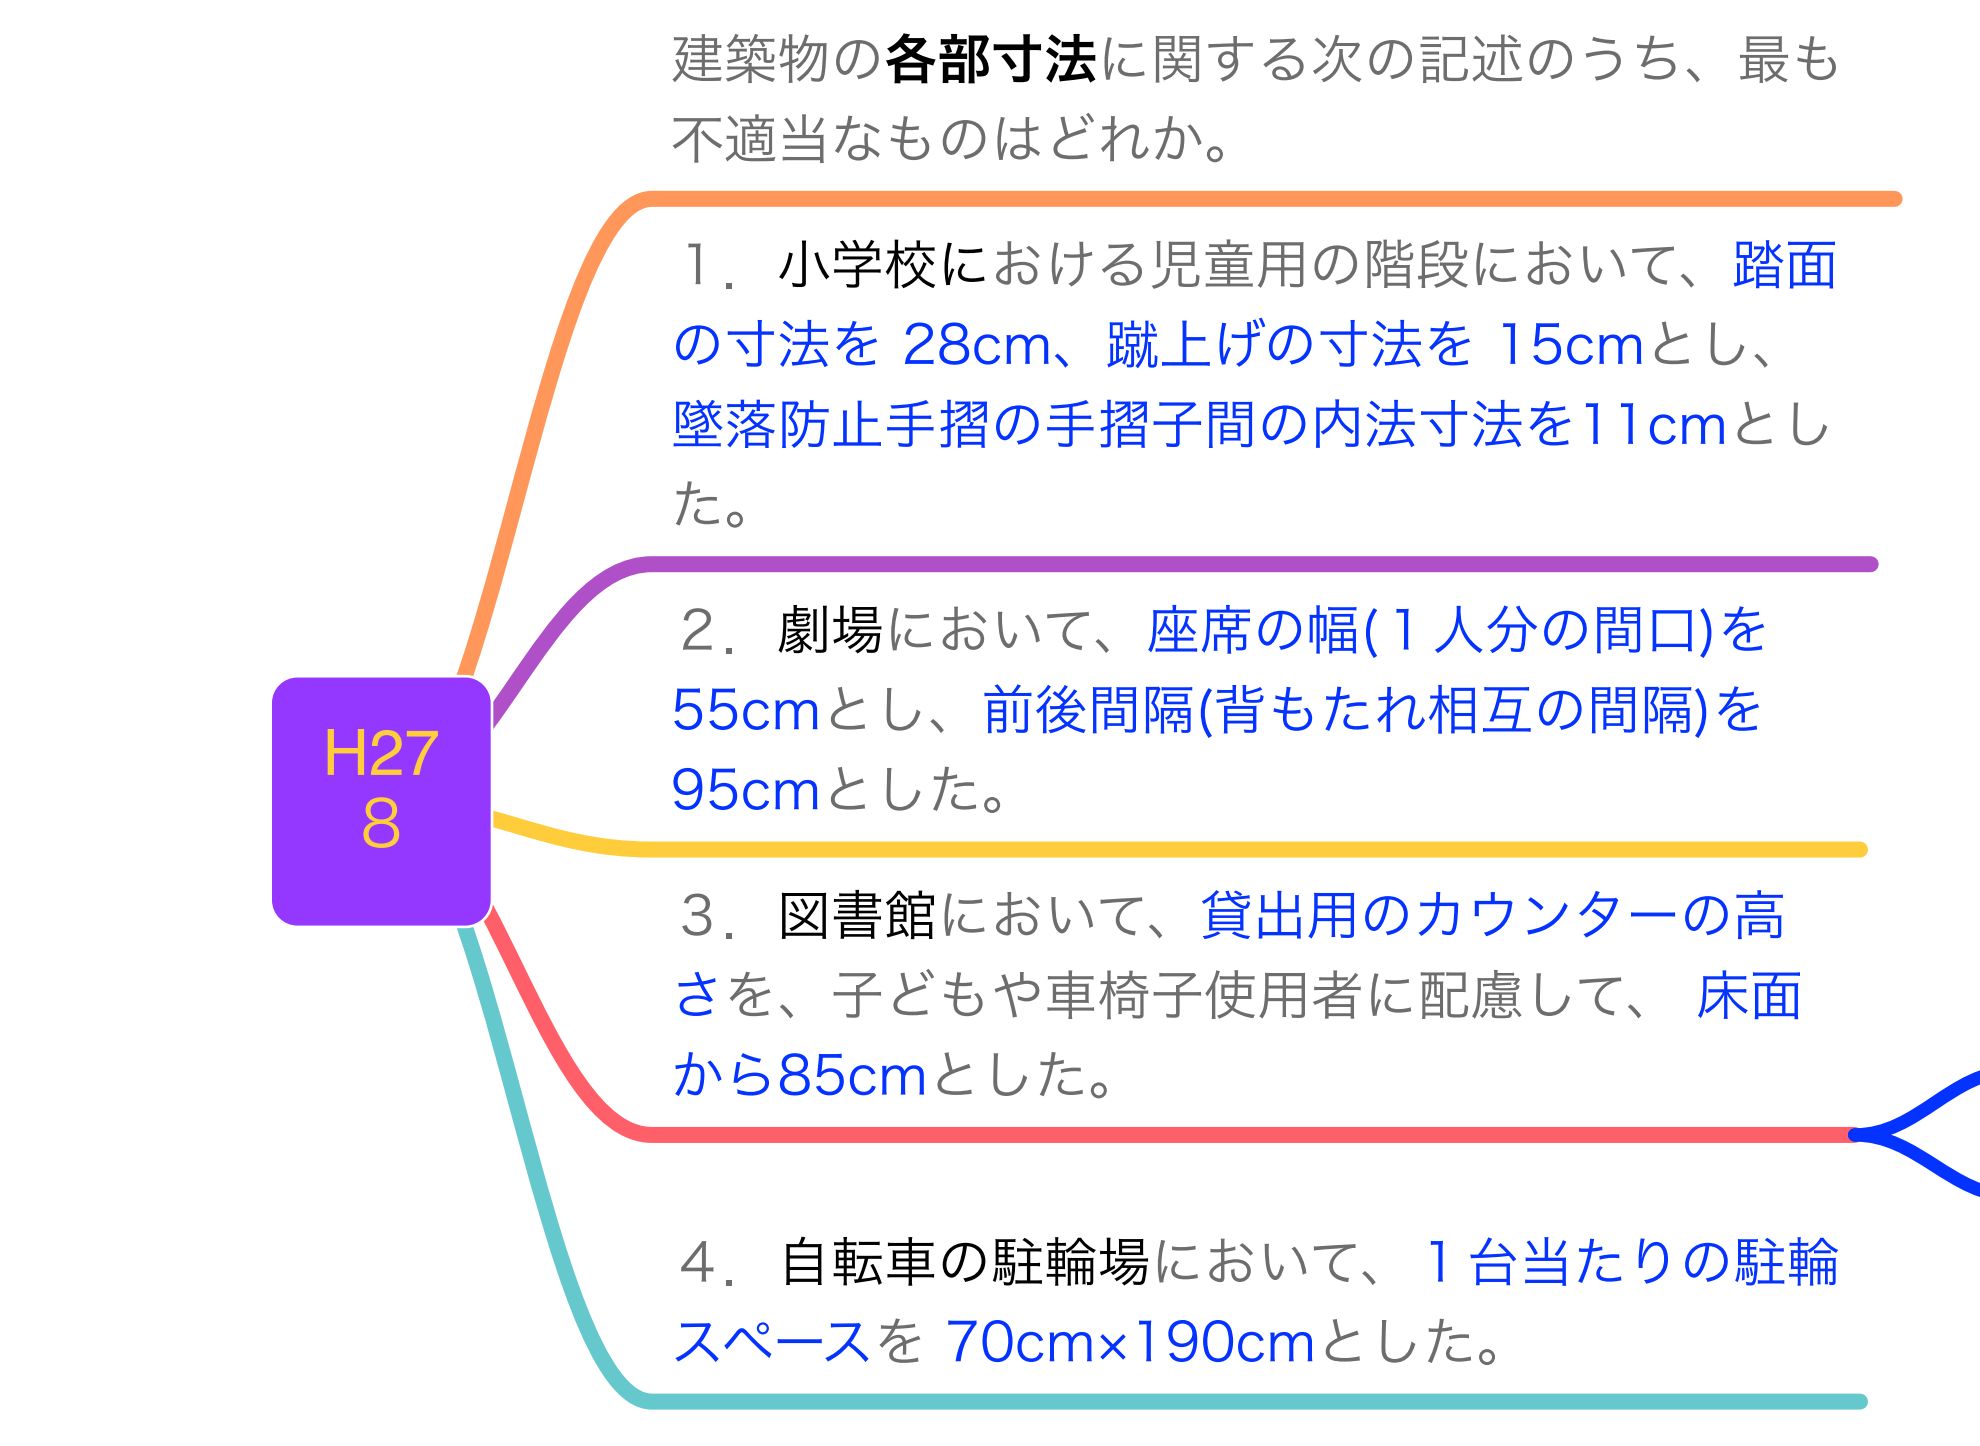 建築物の各部寸法に関する次の記述のうち、最も
不適当なものはどれか。
１．小学校における児童用の階段において、踏面
の寸法を 28cm、蹴上げの寸法を 15cmとし、
墜落防止手摺の手摺子間の内法寸法を11cmとし
た。
２．劇場において、座席の幅(１人分の間口)を
55cmとし、前後間隔(背もたれ相互の間隔)を
95cmとした。
H27
8
３．図書館において、貸出用のカウンターの高
さを、子どもや車椅子使用者に配慮して、 床面
から85cmとした。
４．自転車の駐輪場において、１台当たりの駐輪
スペースを 70cm×190cmとした。